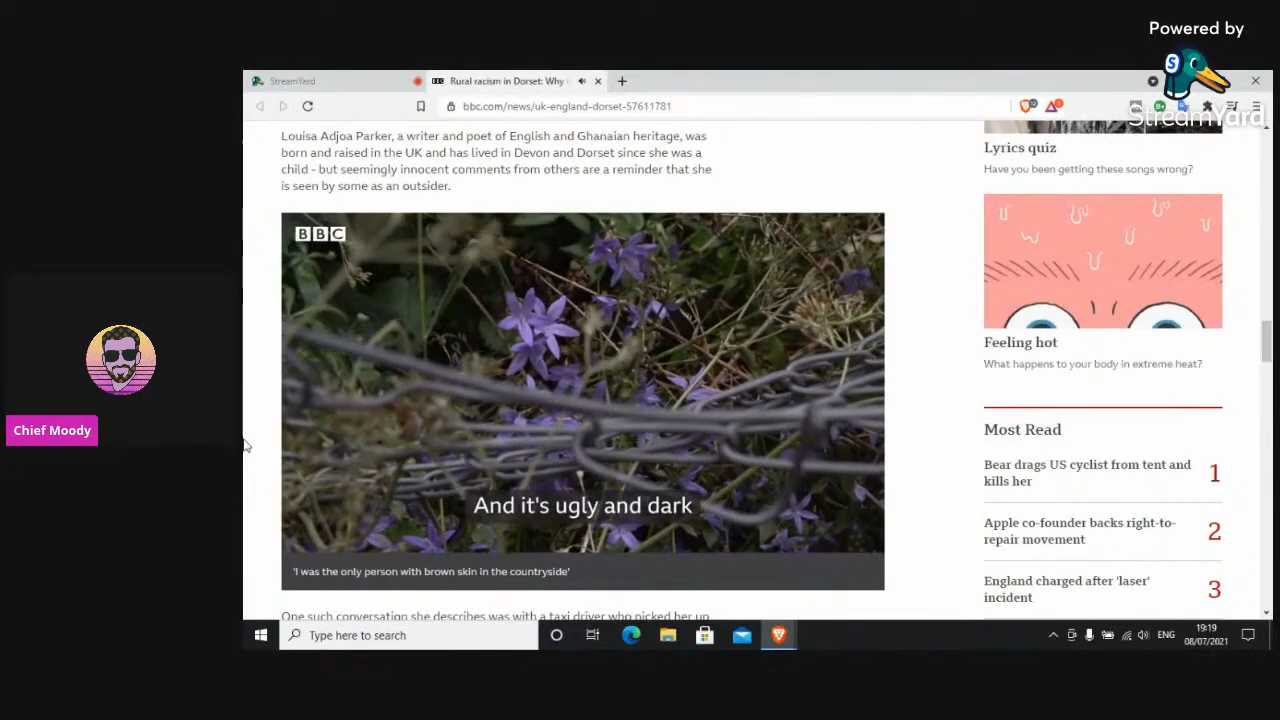 Powered by
StreamYard
StreamYard
Rural racism in Dorset: Why
bbc.com/news/uk-england-dorset-57611781
Louisa Adjoa Parker, a writer and poet of English and Ghanaian heritage, was
born and raised in the UK and has lived in Devon and Dorset since she was a
child - but seemingly innocent comments from others are a reminder that she
is seen by some as an outsider.
BBC
And it's ugly and dark
'I was the only person with brown skin in the countryside'
One such conversation she describes was with a taxi driver who picked her up
Lyrics quiz
Have you been getting these songs wrong?
Feeling hot
What happens to your body in extreme heat?
Most Read
Bear drags US cyclist from tent and
kills her
1
Apple co-founder backs right-to-
repair movement
2
England charged after 'laser'
incident
3
Chief Moody
Type here to search
ENG
19:19
08/07/2021